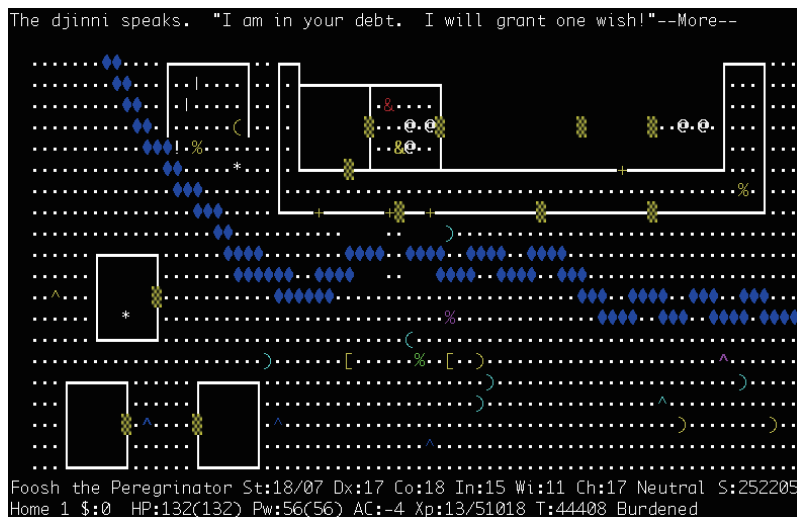 The djinni speaks.  "I am in your debt.  I will grant one wish!"--More--
Foosh the Peregrinator St:18/07 Dx:17 Co:18 In:15 Wi:11 Ch:17 Neutral S:252205
Home 1 $:0  HP:132(132) Pw:56(56) AC:-4 Xp:13/51018 T:44408 Burdened